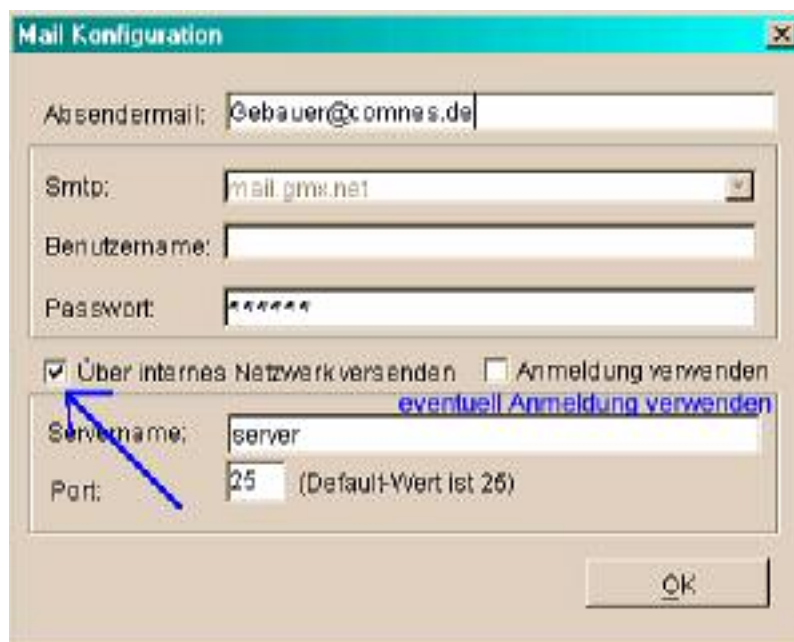 Mail Konfiguration
Absendermail: Gebauer@comnes.de
Smtp: mail.gmx.net
Benutzername:
Passwort: ******
Über internes Netzwerk versenden Anmeldung verwenden
eventuell Anmeldung verwenden
Servername: server
Port: 25 (Default-Wert ist 25)
OK